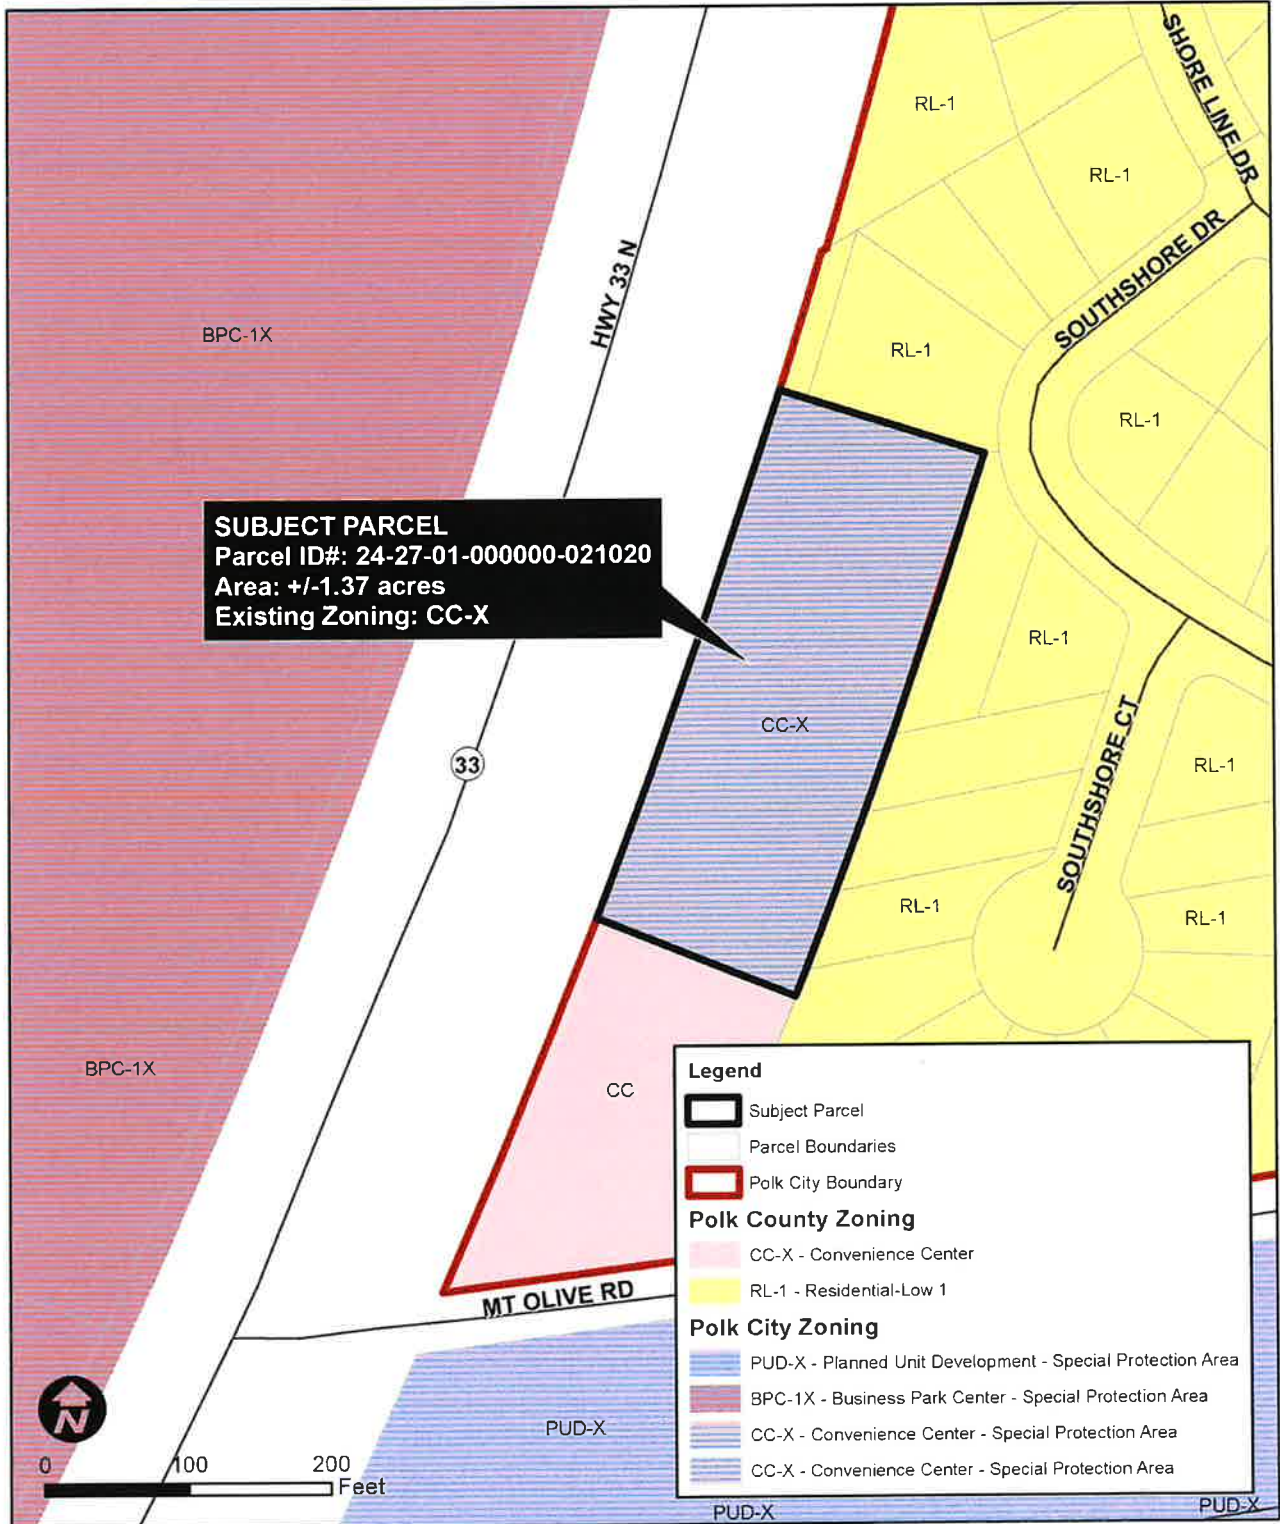 SHORE LINE DR
RL-1
RL-1
SOUTHSHORE DR
HWY 33 N
BPC-1X
RL-1
RL-1
SUBJECT PARCEL
Parcel ID#: 24-27-01-000000-021020
Area: +/-1.37 acres
Existing Zoning: CC-X
RL-1
CC-X
33
RL-1
SOUTHSHORE CT
RL-1
RL-1
BPC-1X
CC
MT OLIVE RD
PUD-X
PUD-X
PUD-X
N
0 100 200
Feet
Legend
Subject Parcel
Parcel Boundaries
Polk City Boundary
Polk County Zoning
CC-X - Convenience Center
RL-1 - Residential-Low 1
Polk City Zoning
PUD-X - Planned Unit Development - Special Protection Area
BPC-1X - Business Park Center - Special Protection Area
CC-X - Convenience Center - Special Protection Area
CC-X - Convenience Center - Special Protection Area